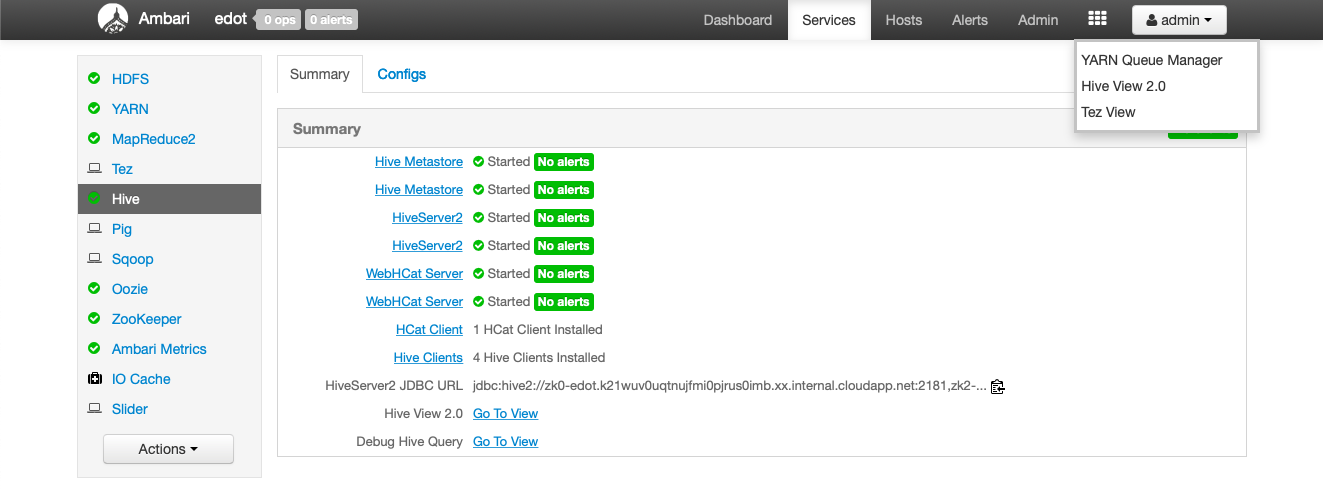 Ambari edot 0 ops 0 alerts Dashboard Services Hosts Alerts Admin admin
YARN Queue Manager
Hive View 2.0
Tez View
HDFS
YARN
MapReduce2
Tez
Hive
Pig
Sqoop
Oozie
ZooKeeper
Ambari Metrics
IO Cache
Slider
Actions
Summary Configs
Summary
Hive Metastore Started No alerts
Hive Metastore Started No alerts
HiveServer2 Started No alerts
HiveServer2 Started No alerts
WebHCat Server Started No alerts
WebHCat Server Started No alerts
HCat Client 1 HCat Client Installed
Hive Clients 4 Hive Clients Installed
HiveServer2 JDBC URL jdbc:hive2://zk0-edot.k21wuv0uqtnujfmi0pjrus0imb.xx.internal.cloudapp.net:2181,zk2-...
Hive View 2.0 Go To View
Debug Hive Query Go To View